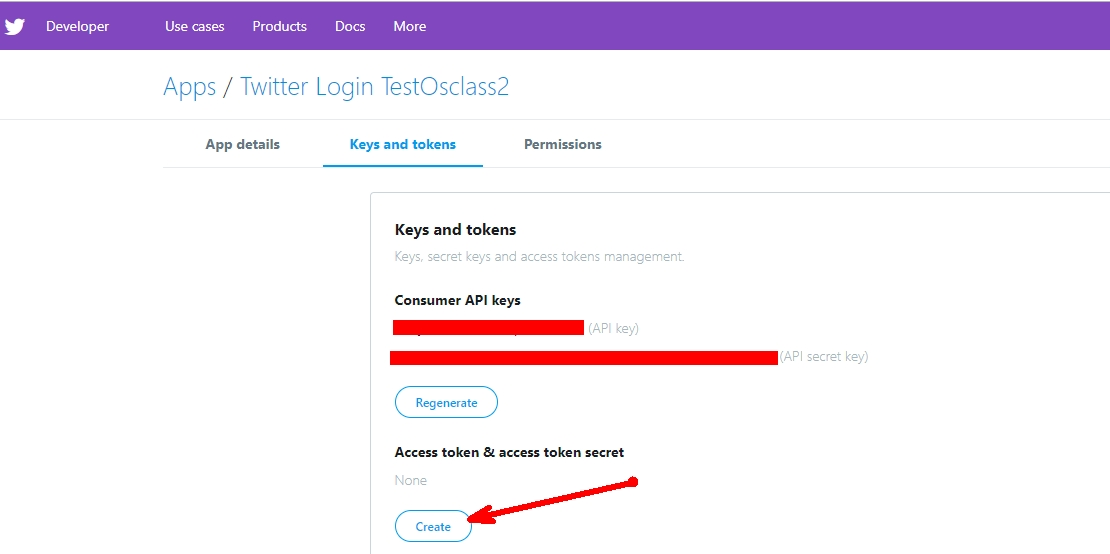 Developer Use cases Products Docs More
Apps / Twitter Login TestOsclass2
App details Keys and tokens Permissions
Keys and tokens
Keys, secret keys and access tokens management.
Consumer API keys
(API key)
(API secret key)
Regenerate
Access token & access token secret
None
Create